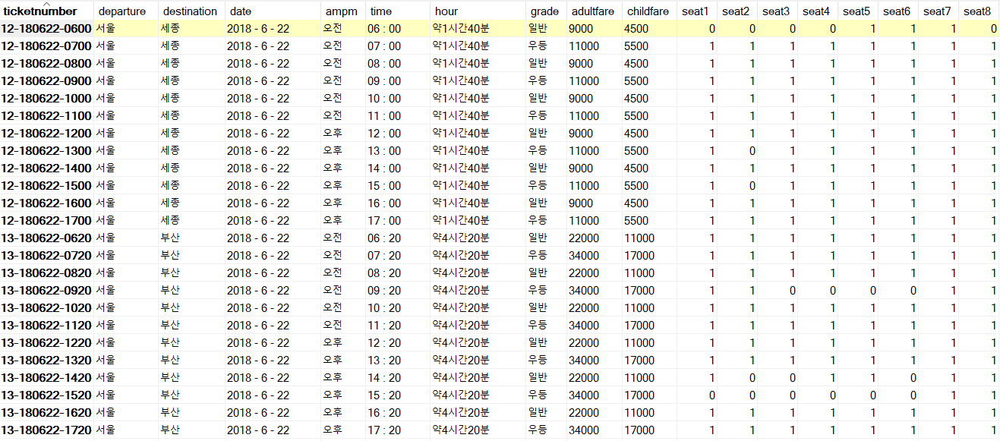 ticketnumber departure destination date ampm time hour grade adultfare childfare seat1 seat2 seat3 seat4 seat5 seat6 seat7 seat8
12-180622-0600 서울 세종 2018 - 6 - 22 오전 06 : 00 약1시간40분 일반 9000 4500 0 0 0 0 1 1 1 0
12-180622-0700 서울 세종 2018 - 6 - 22 오전 07 : 00 약1시간40분 우등 11000 5500 1 1 1 1 1 1 1 1
12-180622-0800 서울 세종 2018 - 6 - 22 오전 08 : 00 약1시간40분 일반 9000 4500 1 1 1 1 1 1 1 1
12-180622-0900 서울 세종 2018 - 6 - 22 오전 09 : 00 약1시간40분 우등 11000 5500 1 1 1 1 1 1 1 1
12-180622-1000 서울 세종 2018 - 6 - 22 오전 10 : 00 약1시간40분 일반 9000 4500 1 1 1 1 1 1 1 1
12-180622-1100 서울 세종 2018 - 6 - 22 오전 11 : 00 약1시간40분 우등 11000 5500 1 1 1 1 1 1 1 1
12-180622-1200 서울 세종 2018 - 6 - 22 오후 12 : 00 약1시간40분 일반 9000 4500 1 1 1 1 1 1 1 1
12-180622-1300 서울 세종 2018 - 6 - 22 오후 13 : 00 약1시간40분 우등 11000 5500 1 0 1 1 1 1 1 1
12-180622-1400 서울 세종 2018 - 6 - 22 오후 14 : 00 약1시간40분 일반 9000 4500 1 1 1 1 1 1 1 1
12-180622-1500 서울 세종 2018 - 6 - 22 오후 15 : 00 약1시간40분 우등 11000 5500 1 0 1 1 1 1 1 1
12-180622-1600 서울 세종 2018 - 6 - 22 오후 16 : 00 약1시간40분 일반 9000 4500 1 1 1 1 1 1 1 1
12-180622-1700 서울 세종 2018 - 6 - 22 오후 17 : 00 약1시간40분 우등 11000 5500 1 1 1 1 1 1 1 1
13-180622-0620 서울 부산 2018 - 6 - 22 오전 06 : 20 약4시간20분 일반 22000 11000 1 1 1 1 1 1 1 1
13-180622-0720 서울 부산 2018 - 6 - 22 오전 07 : 20 약4시간20분 우등 34000 17000 1 1 1 1 1 1 1 1
13-180622-0820 서울 부산 2018 - 6 - 22 오전 08 : 20 약4시간20분 일반 22000 11000 1 1 1 1 1 1 1 1
13-180622-0920 서울 부산 2018 - 6 - 22 오전 09 : 20 약4시간20분 우등 34000 17000 1 1 0 0 0 0 1 1
13-180622-1020 서울 부산 2018 - 6 - 22 오전 10 : 20 약4시간20분 일반 22000 11000 1 1 1 1 1 1 1 1
13-180622-1120 서울 부산 2018 - 6 - 22 오전 11 : 20 약4시간20분 우등 34000 17000 1 1 1 1 1 1 1 1
13-180622-1220 서울 부산 2018 - 6 - 22 오후 12 : 20 약4시간20분 일반 22000 11000 1 1 1 1 1 1 1 1
13-180622-1320 서울 부산 2018 - 6 - 22 오후 13 : 20 약4시간20분 우등 34000 17000 1 1 1 1 1 1 1 1
13-180622-1420 서울 부산 2018 - 6 - 22 오후 14 : 20 약4시간20분 일반 22000 11000 1 0 0 1 1 0 1 1
13-180622-1520 서울 부산 2018 - 6 - 22 오후 15 : 20 약4시간20분 우등 34000 17000 0 0 0 0 0 0 1 1
13-180622-1620 서울 부산 2018 - 6 - 22 오후 16 : 20 약4시간20분 일반 22000 11000 1 1 1 1 1 1 1 1
13-180622-1720 서울 부산 2018 - 6 - 22 오후 17 : 20 약4시간20분 우등 34000 17000 1 1 1 1 1 1 1 1